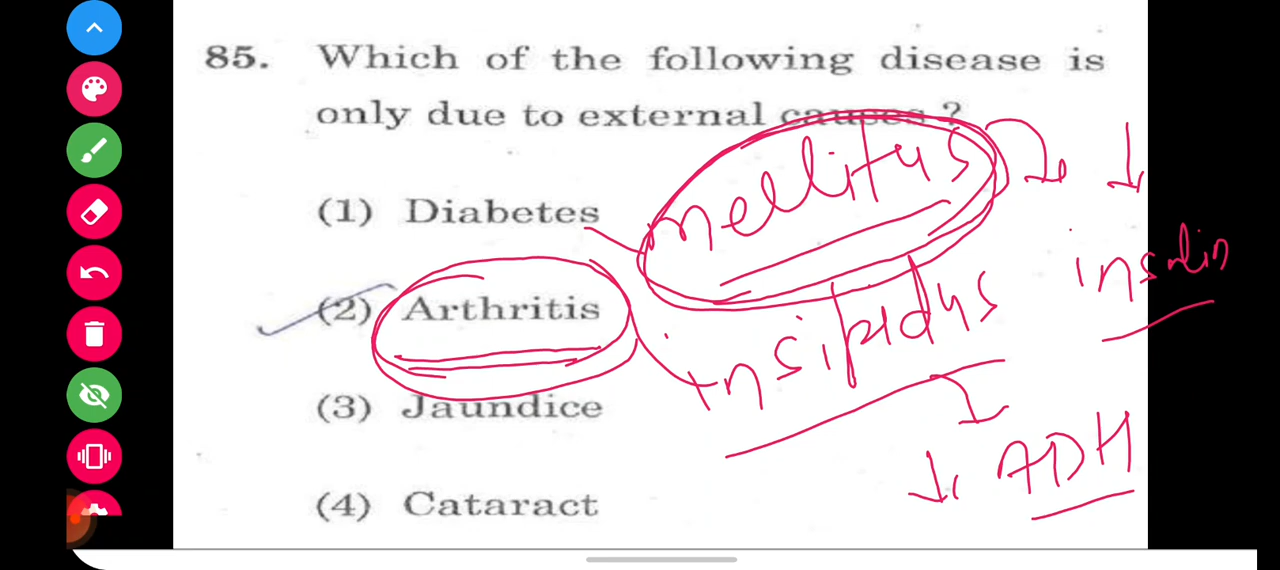 85. Which of the following disease is
only due to external causes ?
mellitus
(1) Diabetes
insulin
(2) Arthritis
insipidus
(3) Jaundice
ADH
(4) Cataract